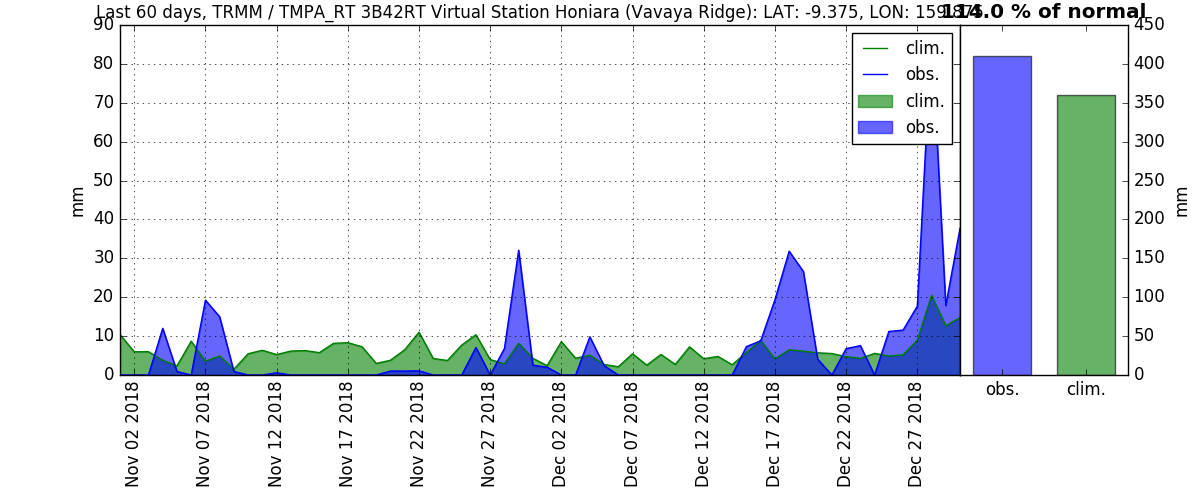 Last 60 days, TRMM / TMPA_RT 3B42RT Virtual Station Honiara (Vavaya Ridge): LAT: -9.375, LON: 159.875
114.0 % of normal
90
80
70
60
50
40
30
20
10
0
mm
clim.
obs.
clim.
obs.
Nov 02 2018
Nov 07 2018
Nov 12 2018
Nov 17 2018
Nov 22 2018
Nov 27 2018
Dec 02 2018
Dec 07 2018
Dec 12 2018
Dec 17 2018
Dec 22 2018
Dec 27 2018
450
400
350
300
250
200
150
100
50
0
mm
obs.
clim.